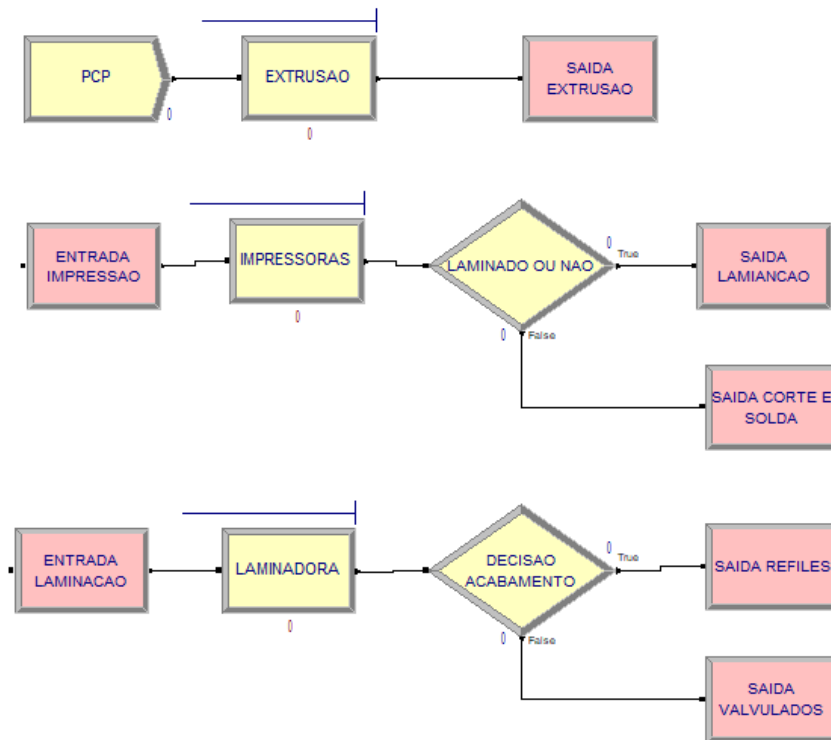 PCP
0
EXTRUSAO
0
SAIDA
EXTRUSAO
ENTRADA
IMPRESSAO
IMPRESSORAS
0
LAMINADO OU NAO
0
True
0
False
SAIDA
LAMIANCAO
SAIDA CORTE E
SOLDA
ENTRADA
LAMINACAO
LAMINADORA
0
DECISAO
ACABAMENTO
0
True
0
False
SAIDA REFILES
SAIDA
VALVULADOS